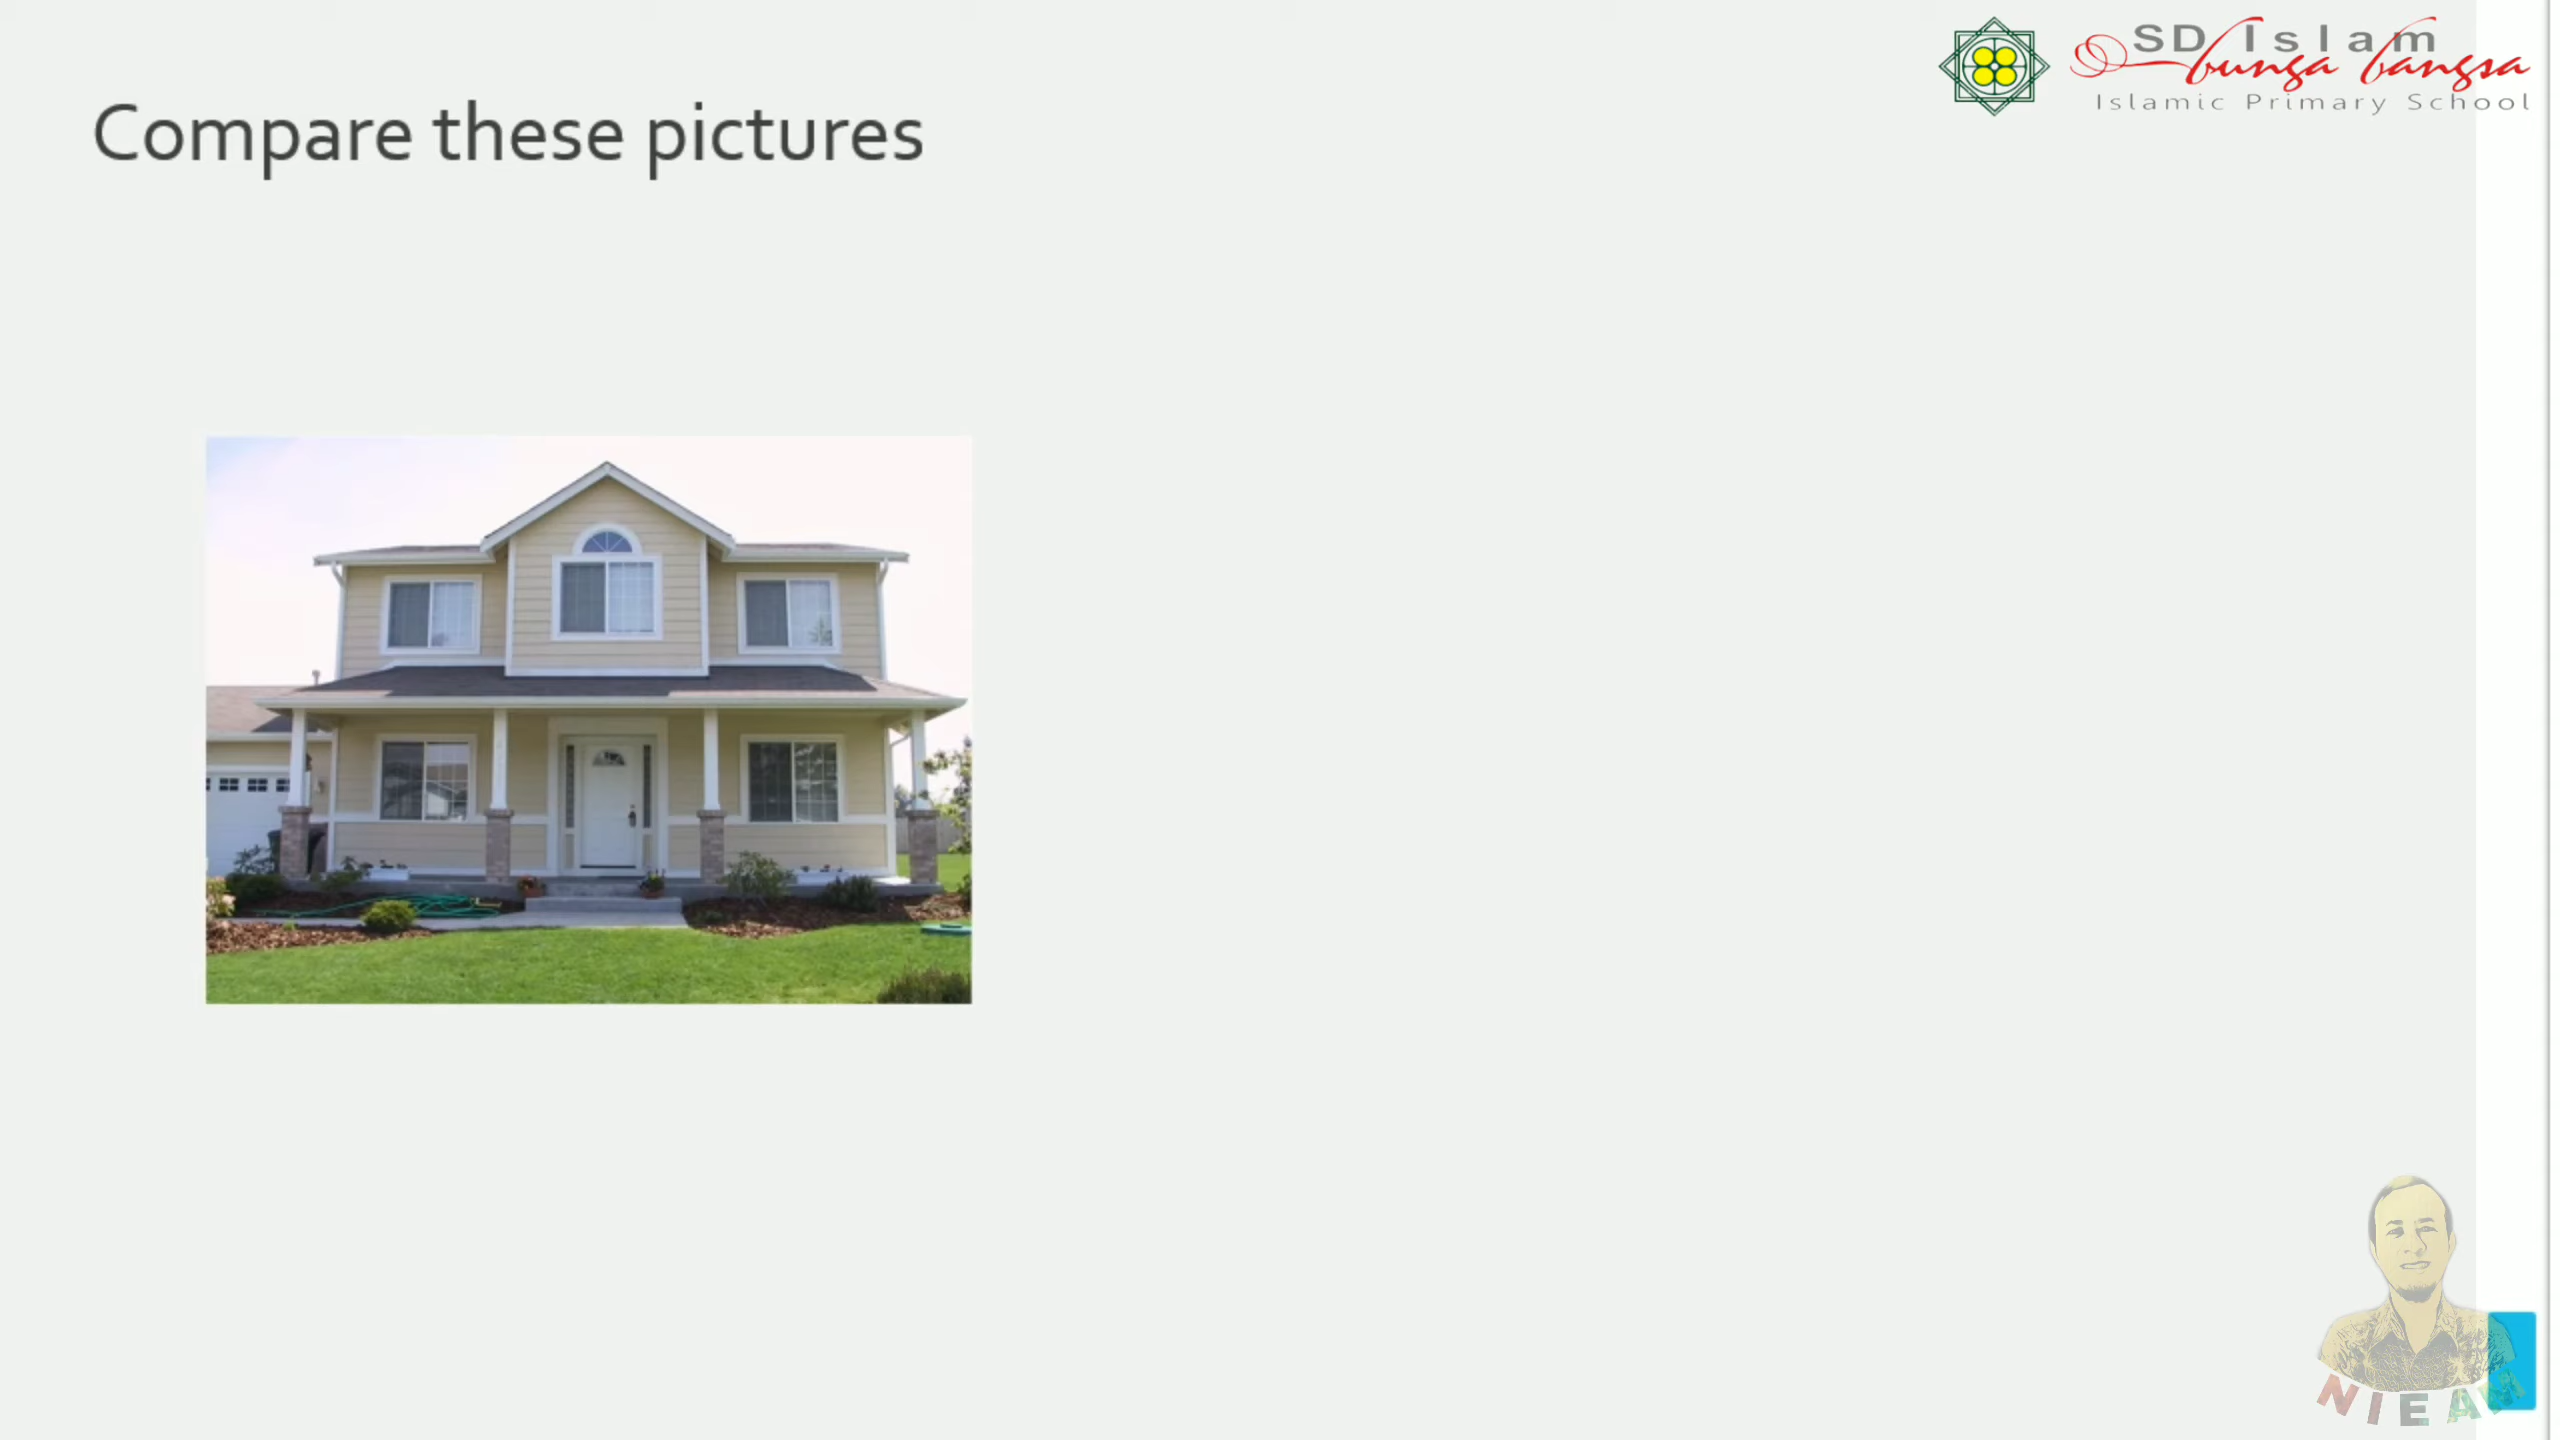 SD Islam
bunga bangsa
Islamic Primary School
Compare these pictures